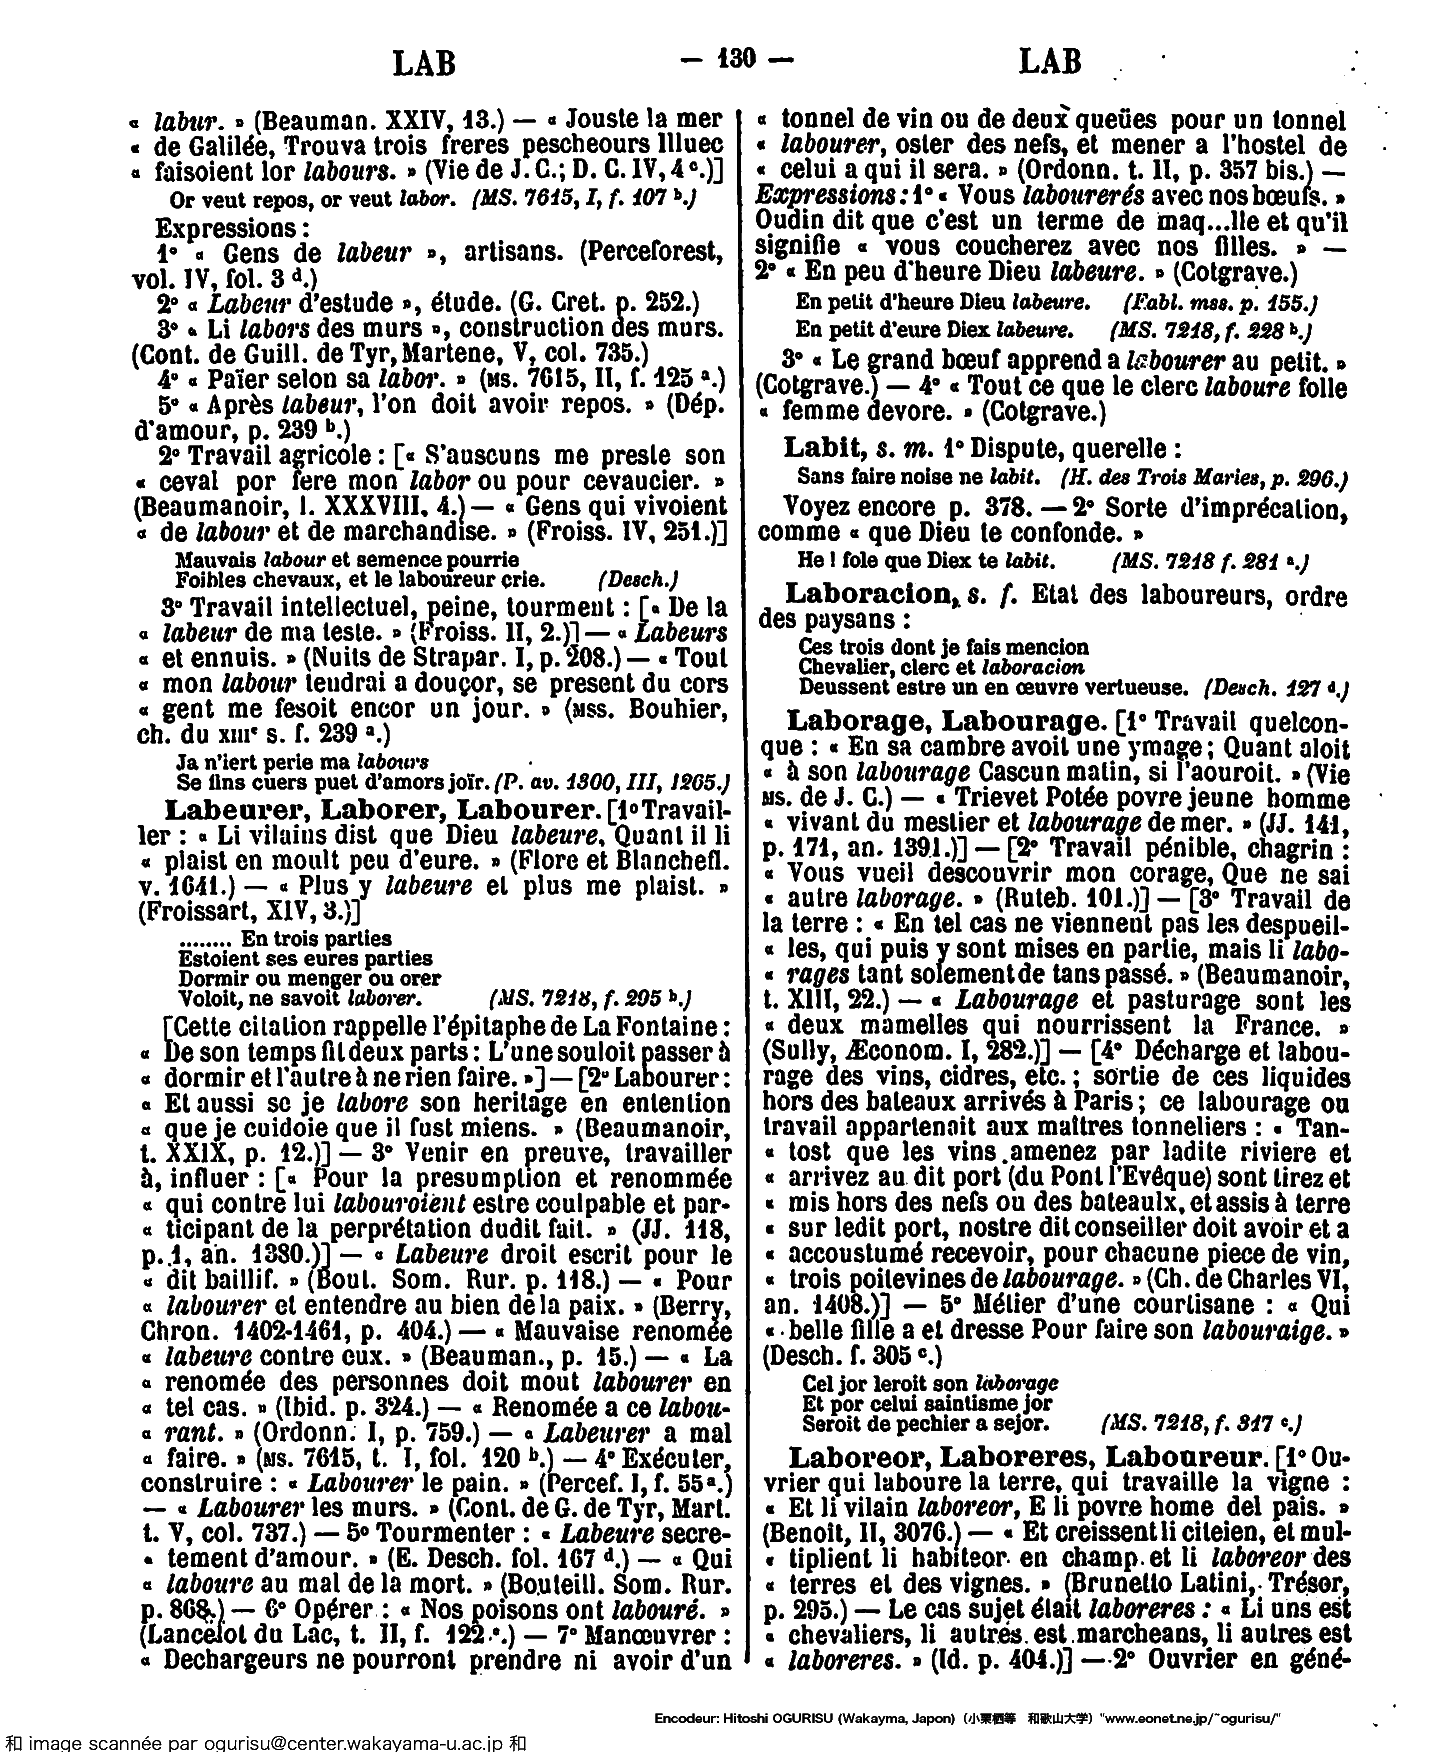 LAB — 130 — LAB
« labur. » (Beauman. XXIV, 13.) — « Jouste la mer
« de Galilée, Trouva trois freres pescheours Illuec
« faisoient lor labours. » (Vie de J. C.; D. C. IV, 4 c.)]
Or veut repos, or veut labor. (MS. 7615, I, f. 107 b.)
Expressions :
1° « Gens de labeur », artisans. (Perceforest,
vol. IV, fol. 3 d.)
2° « Labeur d'estude », étude. (G. Cret. p. 252.)
3° « Li labors des murs », construction des murs.
(Cont. de Guill. de Tyr, Martene, V, col. 735.)
4° « Païer selon sa labor. » (MS. 7615, II, f. 125 a.)
5° « Après labeur, l'on doit avoir repos. » (Dép.
d'amour, p. 239 b.)
2° Travail agricole : [« S'auscuns me preste son
« ceval por fere mon labor ou pour cevaucier. »
(Beaumanoir, l. XXXVIII, 4.) — « Gens qui vivoient
« de labour et de marchandise. » (Froiss. IV, 251.)]
Mauvais labour et semence pourrie
Foibles chevaux, et le laboureur crie. (Desch.)
3° Travail intellectuel, peine, tourment : [« De la
« labeur de ma teste. » (Froiss. II, 2.)] — « Labeurs
« et ennuis. » (Nuits de Strapar. I, p. 208.) — « Tout
« mon labour tendrai a douçor, se present du cors
« gent me fesoit encor un jour. » (MSS. Bouhier,
ch. du XIIIe s. f. 239 a.)
Ja n'iert perie ma labours
Se fins cuers puet d'amors joïr. (P. av. 1300, III, 1265.)
Labeurer, Laborer, Labourer. [1° Travail-
ler : « Li vilains dist que Dieu labeure, Quant il li
« plaist en moult peu d'eure. » (Flore et Blanchefl.
v. 1641.) — « Plus y labeure et plus me plaist. »
(Froissart, XIV, 3.)]
........ En trois parties
Estoient ses eures parties
Dormir ou menger ou orer
Voloit, ne savoit laborer. (MS. 7218, f. 295 b.)
[Cette citation rappelle l'épitaphe de La Fontaine :
« De son temps fit deux parts : L'une souloit passer à
« dormir et l'autre à ne rien faire. »] — [2° Labourer :
« Et aussi se je labore son heritage en entention
« que je cuidoie que il fust miens. » (Beaumanoir,
t. XXIX, p. 12.)] — 3° Venir en preuve, travailler
à, influer : [« Pour la presumption et renommée
« qui contre lui labouroient estre coulpable et par-
« ticipant de la perprétation dudit fait. » (JJ. 118,
p. 1, an. 1380.)] — « Labeure droit escrit pour le
« dit baillif. » (Bout. Som. Rur. p. 118.) — « Pour
« labourer et entendre au bien de la paix. » (Berry,
Chron. 1402-1461, p. 404.) — « Mauvaise renomée
« labeure contre eux. » (Beauman., p. 15.) — « La
« renomée des personnes doit mout labourer en
« tel cas. » (Ibid. p. 324.) — « Renomée a ce labou-
« rant. » (Ordonn. I, p. 759.) — « Labeurer a mal
« faire. » (MS. 7615, t. I, fol. 120 b.) — 4° Exécuter,
construire : « Labourer le pain. » (Percef. I, f. 55 a.)
— « Labourer les murs. » (Cont. de G. de Tyr, Mart.
t. V, col. 737.) — 5° Tourmenter : « Labeure secre-
« tement d'amour. » (E. Desch. fol. 167 d.) — « Qui
« laboure au mal de la mort. » (Bouteill. Som. Rur.
p. 868.) — 6° Opérer : « Nos poisons ont labouré. »
(Lancelot du Lac, t. II, f. 122 .) — 7° Manœuvrer :
« Dechargeurs ne pourront prendre ni avoir d'un
« tonnel de vin ou de deux queües pour un tonnel
« labourer, oster des nefs, et mener a l'hostel de
« celui a qui il sera. » (Ordonn. t. II, p. 357 bis.) —
Expressions : 1° « Vous labourerés avec nos bœufs. »
Oudin dit que c'est un terme de maq...lle et qu'il
signifie « vous coucherez avec nos filles. » —
2° « En peu d'heure Dieu labeure. » (Cotgrave.)
En petit d'heure Dieu labeure. (Fabl. mss. p. 155.)
En petit d'eure Diex labeure. (MS. 7218, f. 228 b.)
3° « Le grand bœuf apprend a labourer au petit. »
(Cotgrave.) — 4° « Tout ce que le clerc laboure folle
« femme devore. » (Cotgrave.)
Labit, s. m. 1° Dispute, querelle :
Sans faire noise ne labit. (H. des Trois Maries, p. 296.)
Voyez encore p. 378. — 2° Sorte d'imprécation,
comme « que Dieu te confonde. »
He ! fole que Diex te labit. (MS. 7218 f. 281 a.)
Laboracion, s. f. Etat des laboureurs, ordre
des paysans :
Ces trois dont je fais mencion
Chevalier, clerc et laboracion
Deussent estre un en œuvre vertueuse. (Desch. 127 d.)
Laborage, Labourage. [1° Travail quelcon-
que : « En sa cambre avoit une ymage ; Quant aloit
« à son labourage Cascun matin, si l'aouroit. » (Vie
MS. de J. C.) — « Trievet Potée povre jeune homme
« vivant du mestier et labourage de mer. » (JJ. 141,
p. 171, an. 1391.)] — [2° Travail pénible, chagrin :
« Vous vueil descouvrir mon corage, Que ne sai
« autre laborage. » (Ruteb. 101.)] — [3° Travail de
la terre : « En tel cas ne viennent pas les despueil-
« les, qui puis y sont mises en partie, mais li labo-
« rages tant solement de tans passé. » (Beaumanoir,
t. XIII, 22.) — « Labourage et pasturage sont les
« deux mamelles qui nourrissent la France. »
(Sully, Æconom. I, 282.)] — [4° Décharge et labou-
rage des vins, cidres, etc. ; sortie de ces liquides
hors des bateaux arrivés à Paris ; ce labourage ou
travail appartenait aux maîtres tonneliers : « Tan-
« tost que les vins amenez par ladite riviere et
« arrivez au dit port (du Pont l'Evêque) sont tirez et
« mis hors des nefs ou des bateaulx, et assis à terre
« sur ledit port, nostre dit conseiller doit avoir et a
« accoustumé recevoir, pour chacune piece de vin,
« trois poitevines de labourage. » (Ch. de Charles VI,
an. 1408.)] — 5° Métier d'une courtisane : « Qui
« belle fille a et dresse Pour faire son labouraige. »
(Desch. f. 305 c.)
Cel jor leroit son laborage
Et por celui saintisme jor
Seroit de pechier a sejor. (MS. 7218, f. 317 c.)
Laboreor, Laboreres, Laboureur. [1° Ou-
vrier qui laboure la terre, qui travaille la vigne :
« Et li vilain laboreor, E li povre home del pais. »
(Benoit, II, 3076.) — « Et creissent li citeien, et mul-
« tiplient li habiteor en champ et li laboreor des
« terres et des vignes. » (Brunetto Latini, Trésor,
p. 295.) — Le cas sujet était laboreres : « Li uns est
« chevaliers, li autres est marcheans, li autres est
« laboreres. » (Id. p. 404.)] — 2° Ouvrier en géné-
Encodeur: Hitoshi OGURISU (Wakayma, Japon) (小栗栖等 和歌山大学) "www.eonet.ne.jp/~ogurisu/"
和 image scannée par ogurisu@center.wakayama-u.ac.jp 和